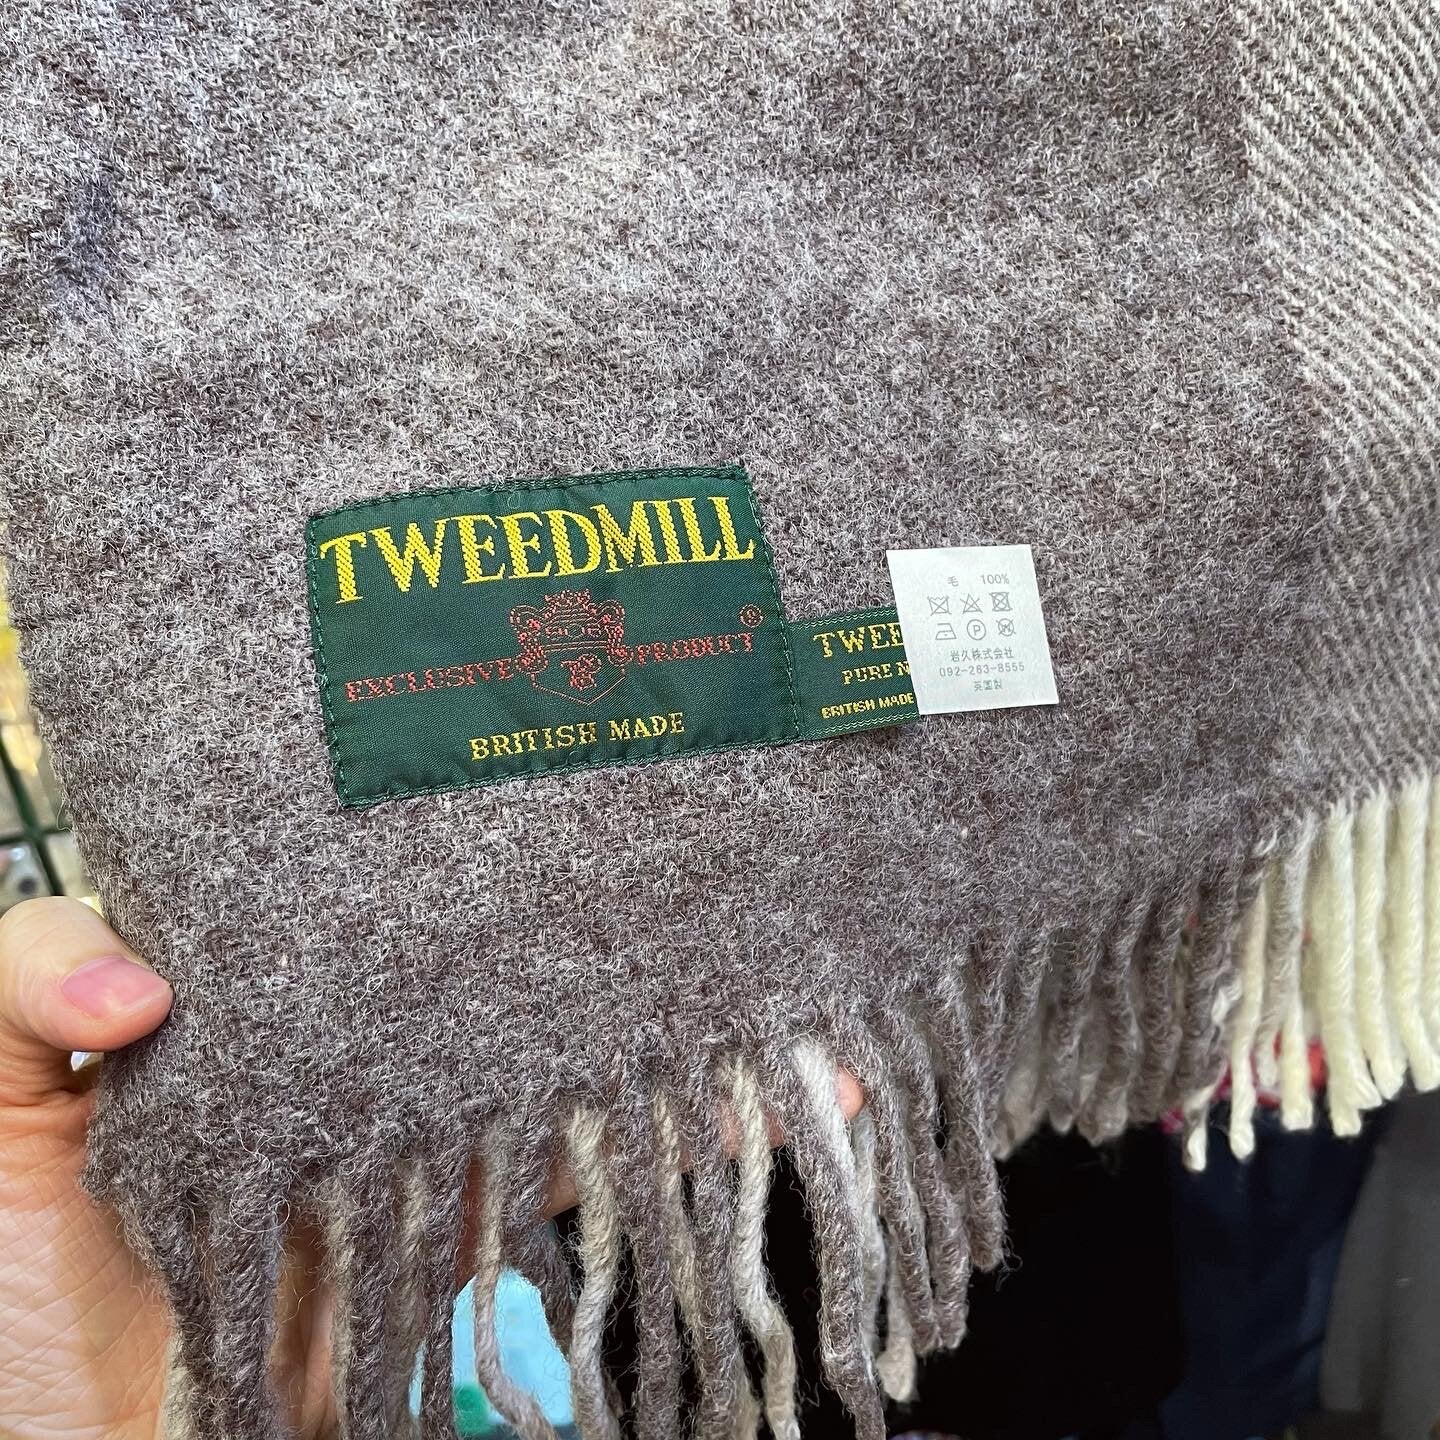 TWEEDMILL
®
EXCLUSIVE PRODUCT
BRITISH MADE
TWEE
PURE N
BRITISH MADE
毛 100%
P
岩久株式会社
092-263-8555
英国製